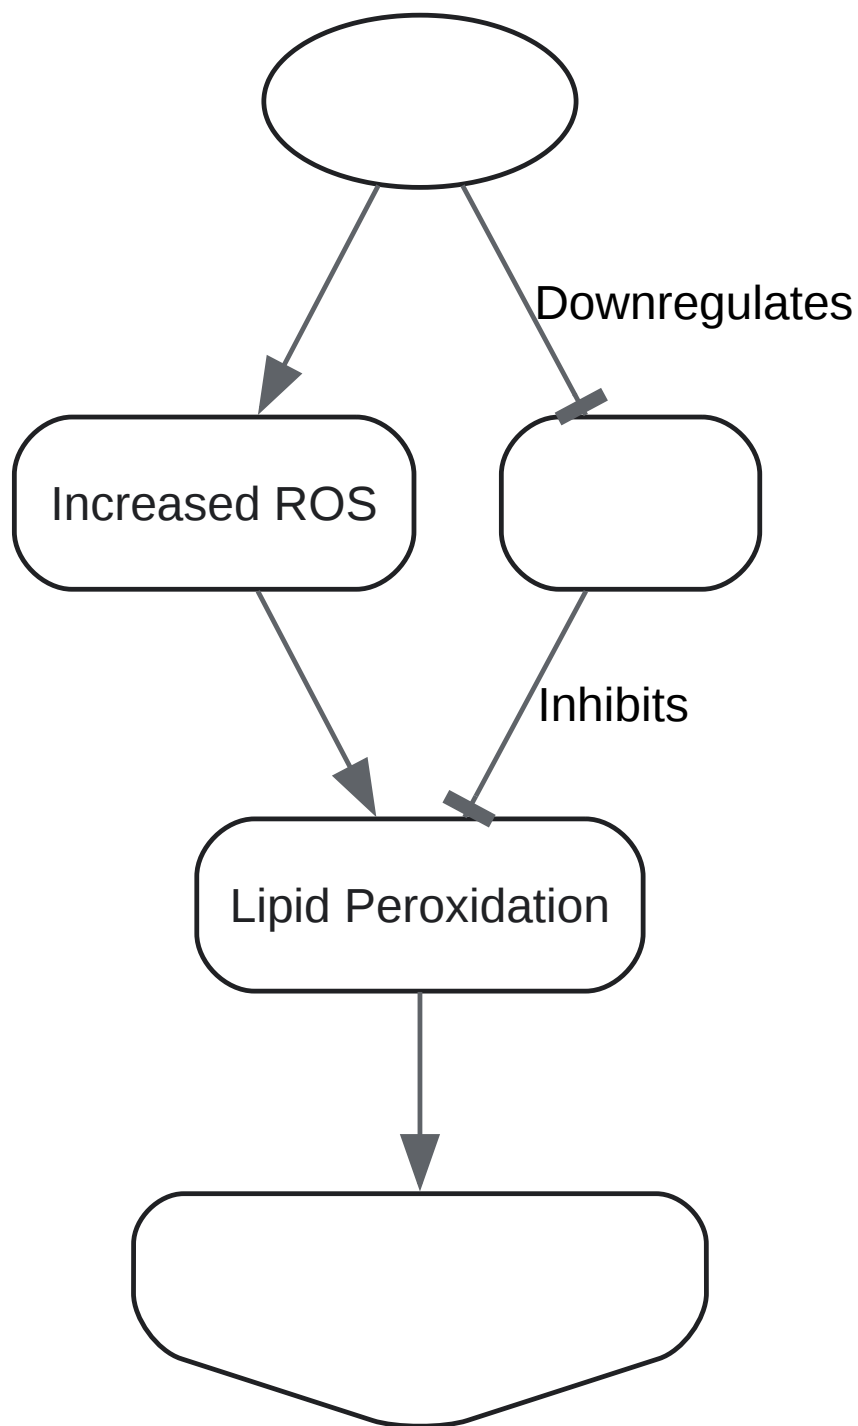 Downregulates
Increased ROS
Inhibits
Lipid Peroxidation